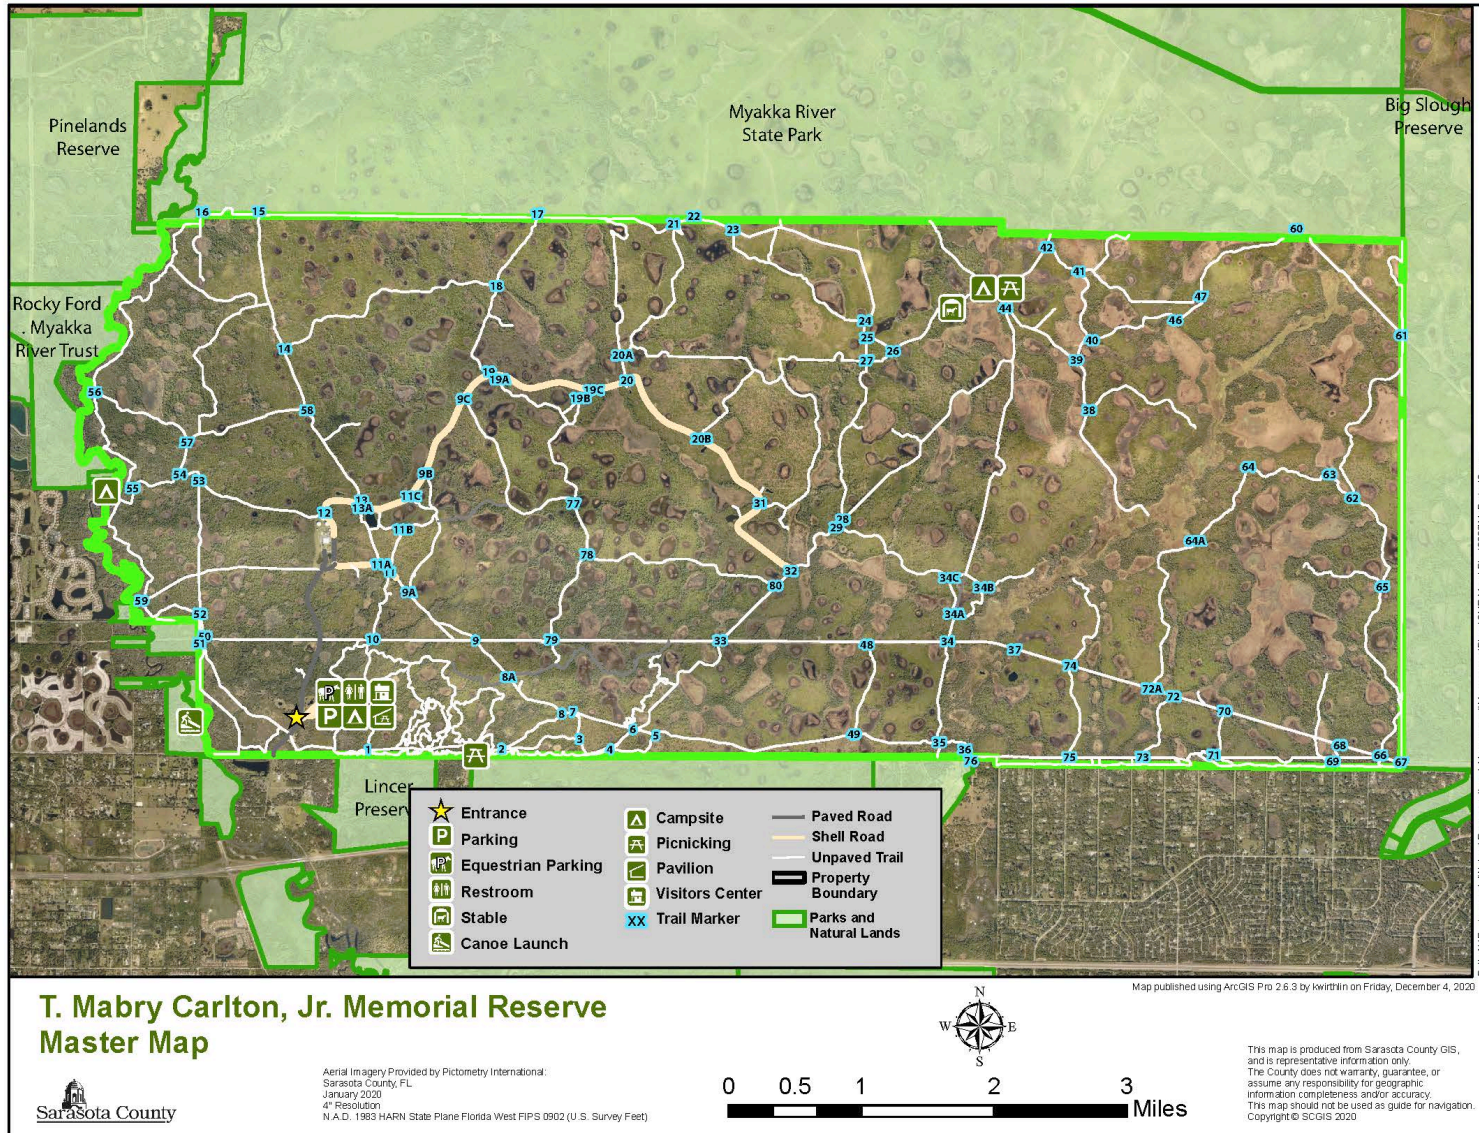 Myakka River
State Park
Big Slough
Preserve
Pinelands
Reserve
Rocky Ford
. Myakka
River Trust
16
15
17
21
22
23
42
60
41
18
47
44
24
46
61
14
25
26
40
20A
27
39
19
19A
20
19C
19B
9C
56
58
38
57
20B
9B
54
53
55
64
63
62
11C
13
13A
12
77
31
28
29
11B
64A
78
11A
11
32
80
34C
34B
65
9A
59
52
34A
50
51
10
9
79
33
48
34
37
74
8A
72A
72
70
8
7
6
5
49
35
36
76
3
4
2
1
75
73
71
68
69
66
67
Lincer
Preserv
Entrance
P Parking
P Equestrian Parking
Restroom
Stable
Canoe Launch
Campsite
Picnicking
Pavilion
Visitors Center
XX Trail Marker
Paved Road
Shell Road
Unpaved Trail
Property
Boundary
Parks and
Natural Lands
T. Mabry Carlton, Jr. Memorial Reserve
Master Map
Sarasota County
Aerial Imagery Provided by Pictometry International:
Sarasota County, FL
January 2020
4" Resolution
N.A.D. 1983 HARN State Plane Florida West FIPS 0902 (U.S. Survey Feet)
N
W E
S
0 0.5 1 2 3
Miles
Map published using ArcGIS Pro 2.6.3 by kwirthlin on Friday, December 4, 2020
This map is produced from Sarasota County GIS,
and is representative information only.
The County does not warranty, guarantee, or
assume any responsibility for geographic
information completeness and/or accuracy.
This map should not be used as guide for navigation.
Copyright © SCGIS 2020